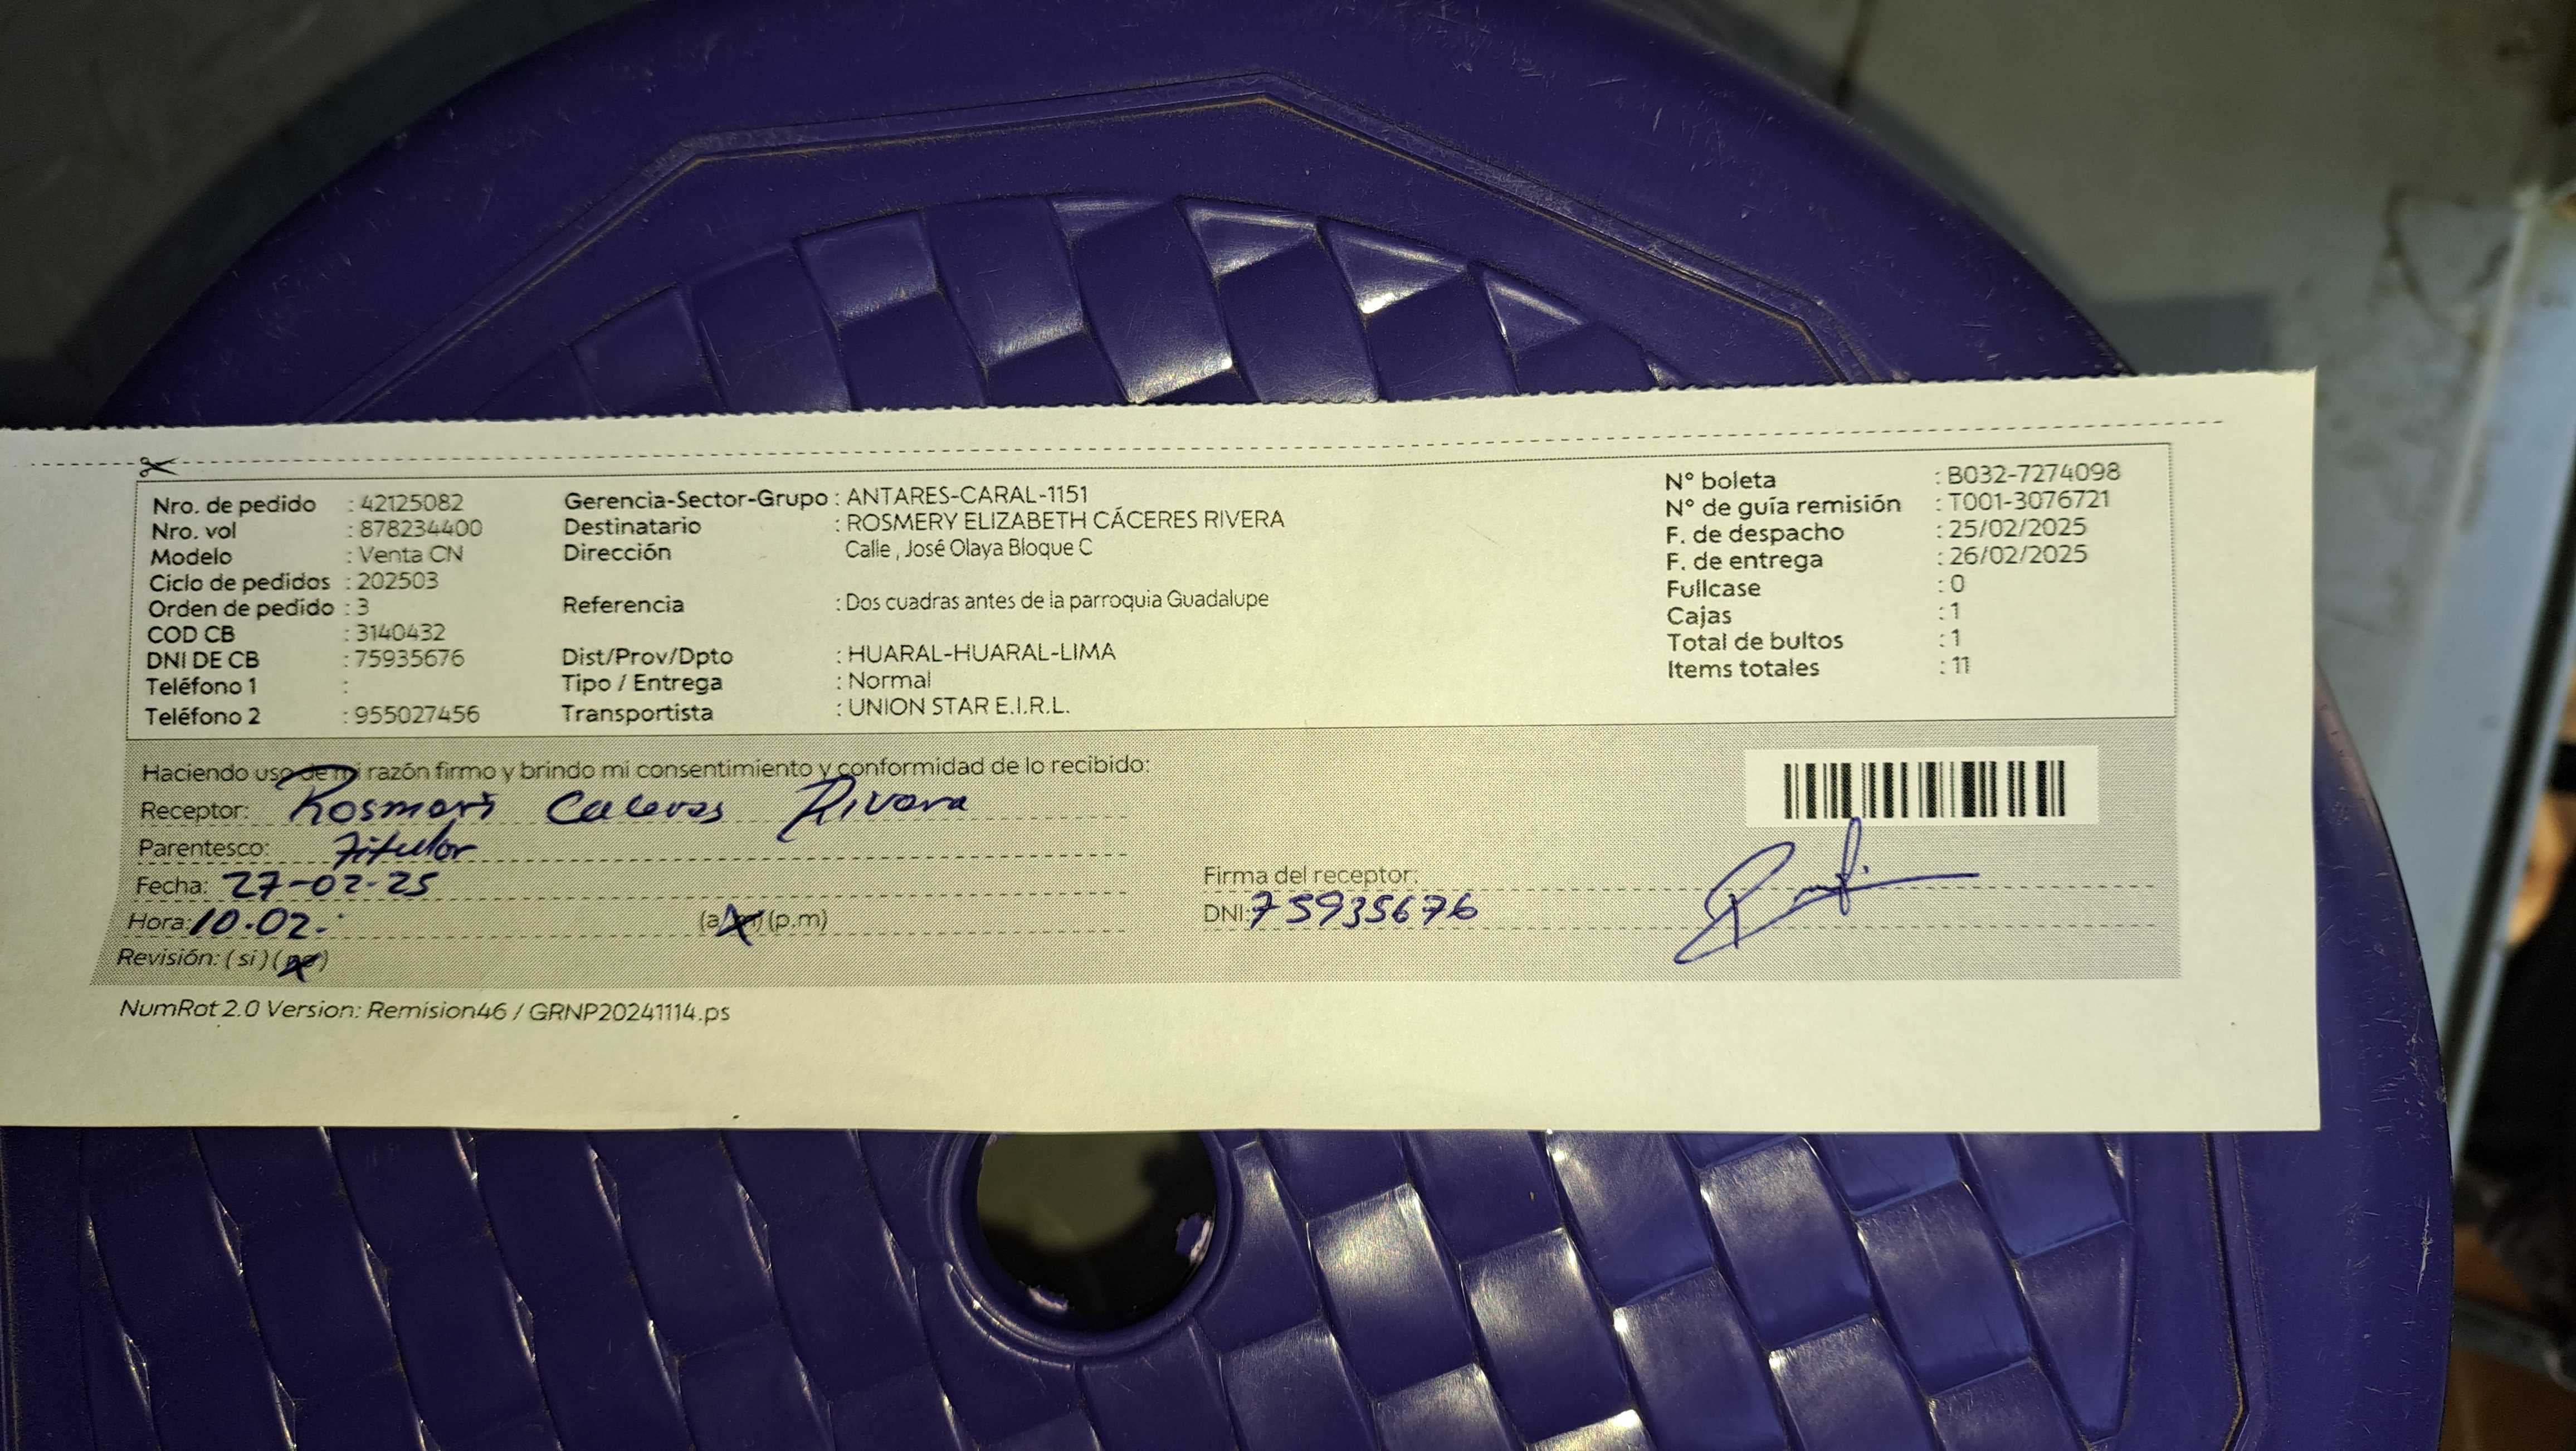 Nro. de pedido : 42125082 Gerencia-Sector-Grupo : ANTARES-CARAL-1151 N° boleta : B032-7274098
Nro. vol : 878234400 Destinatario : ROSMERY ELIZABETH CÁCERES RIVERA N° de guía remisión : T001-3076721
Modelo : Venta CN Dirección Calle , José Olaya Bloque C F. de despacho : 25/02/2025
Ciclo de pedidos : 202503 F. de entrega : 26/02/2025
Orden de pedido : 3 Referencia : Dos cuadras antes de la parroquia Guadalupe Fullcase : 0
COD CB : 3140432 Cajas : 1
DNI DE CB : 75935676 Dist/Prov/Dpto : HUARAL-HUARAL-LIMA Total de bultos : 1
Teléfono 1 : Tipo / Entrega : Normal Items totales : 11
Teléfono 2 : 955027456 Transportista : UNION STAR E.I.R.L.
Haciendo uso de mi razón firmo y brindo mi consentimiento y conformidad de lo recibido:
Receptor: Rosmeri Caceres Rivera
Parentesco: Titular
Fecha: 27-02-25 Firma del receptor:
Hora: 10.02: (a.m) (p.m) DNI: 75935676
Revisión: ( si ) ( no )
NumRot 2.0 Version: Remision46 / GRNP20241114.ps